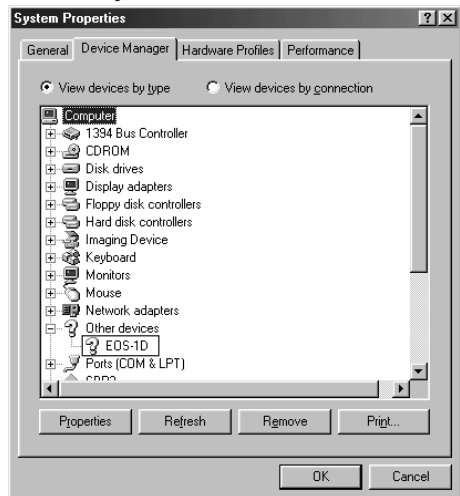 System Properties
General Device Manager Hardware Profiles Performance
View devices by type View devices by connection
Computer
1394 Bus Controller
CDROM
Disk drives
Display adapters
Floppy disk controllers
Hard disk controllers
Imaging Device
Keyboard
Monitors
Mouse
Network adapters
Other devices
EOS-1D
Ports (COM & LPT)
Properties Refresh Remove Print...
OK Cancel